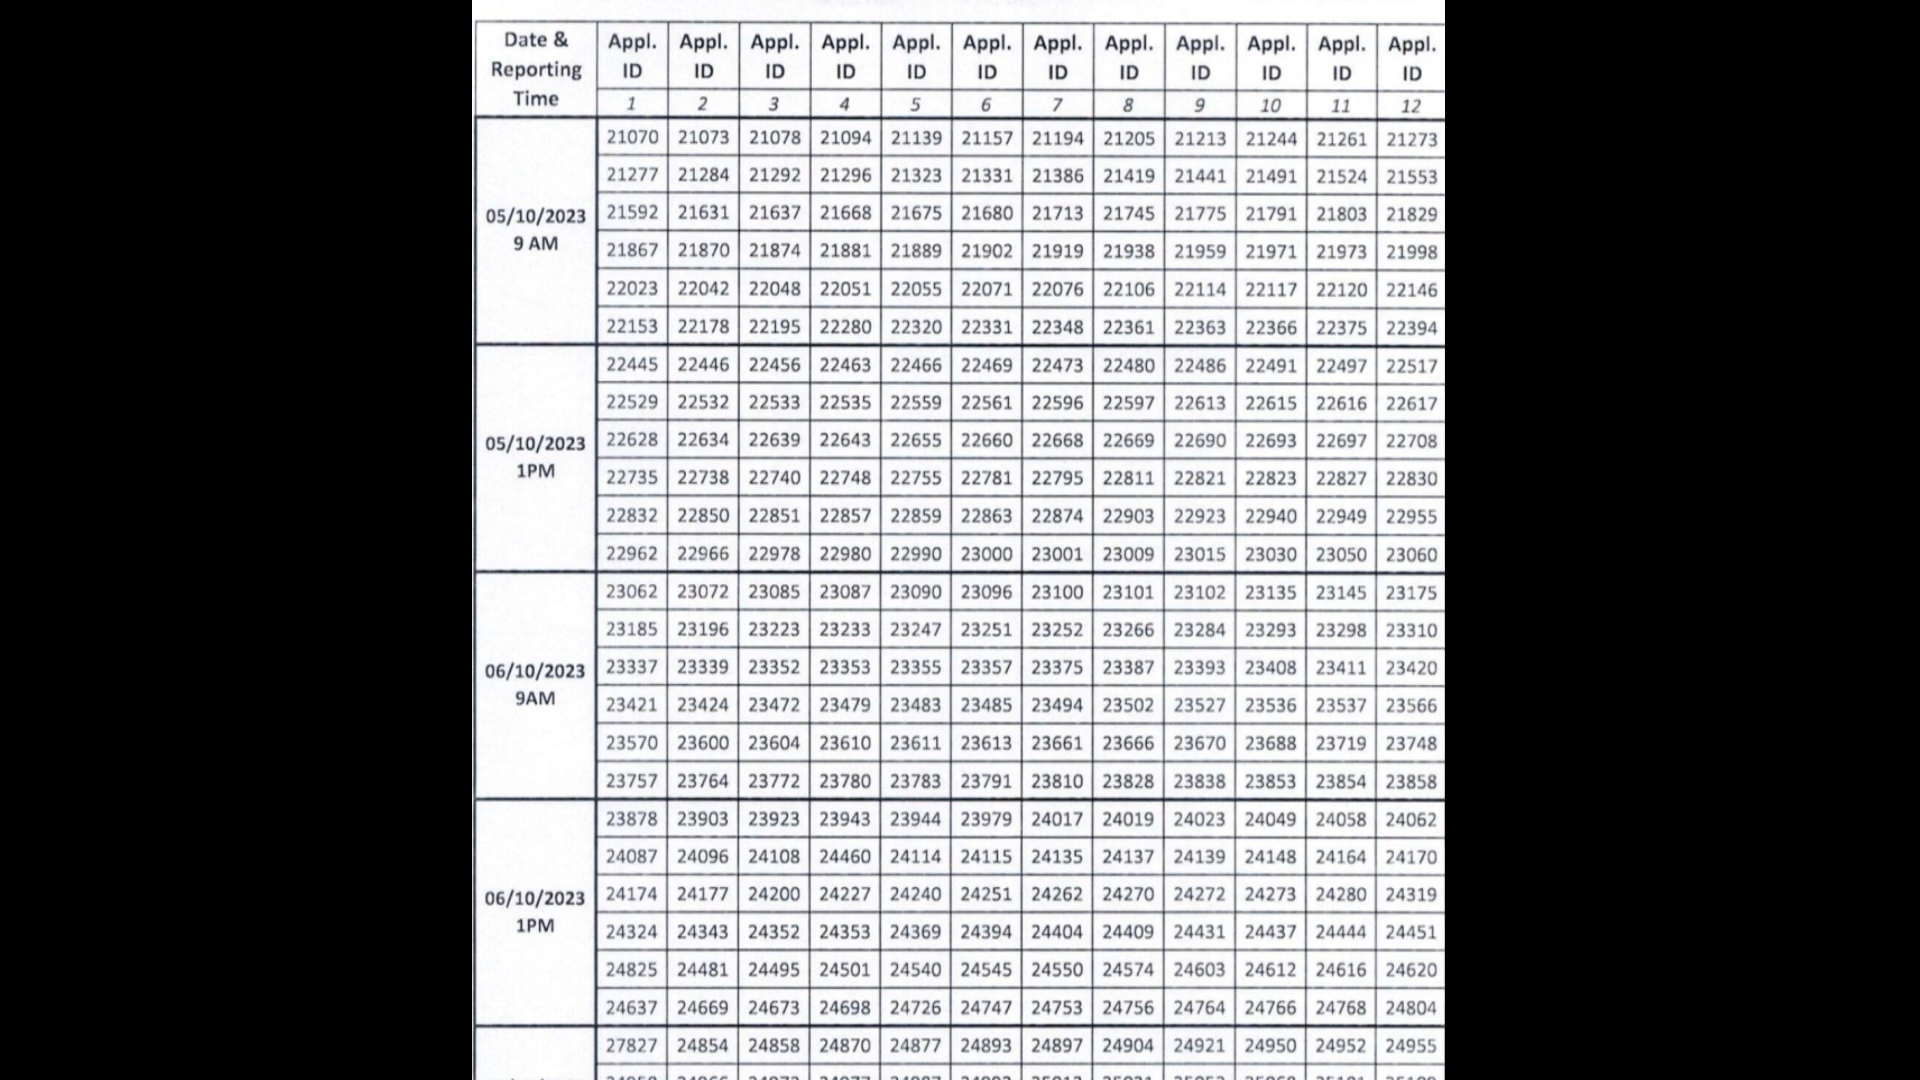 Date & Reporting Time Appl. ID Appl. ID Appl. ID Appl. ID Appl. ID Appl. ID Appl. ID Appl. ID Appl. ID Appl. ID Appl. ID Appl. ID
1 2 3 4 5 6 7 8 9 10 11 12
05/10/2023 9 AM
21070 21073 21078 21094 21139 21157 21194 21205 21213 21244 21261 21273
21277 21284 21292 21296 21323 21331 21386 21419 21441 21491 21524 21553
21592 21631 21637 21668 21675 21680 21713 21745 21775 21791 21803 21829
21867 21870 21874 21881 21889 21902 21919 21938 21959 21971 21973 21998
22023 22042 22048 22051 22055 22071 22076 22106 22114 22117 22120 22146
22153 22178 22195 22280 22320 22331 22348 22361 22363 22366 22375 22394
05/10/2023 1PM
22445 22446 22456 22463 22466 22469 22473 22480 22486 22491 22497 22517
22529 22532 22533 22535 22559 22561 22596 22597 22613 22615 22616 22617
22628 22634 22639 22643 22655 22660 22668 22669 22690 22693 22697 22708
22735 22738 22740 22748 22755 22781 22795 22811 22821 22823 22827 22830
22832 22850 22851 22857 22859 22863 22874 22903 22923 22940 22949 22955
22962 22966 22978 22980 22990 23000 23001 23009 23015 23030 23050 23060
06/10/2023 9AM
23062 23072 23085 23087 23090 23096 23100 23101 23102 23135 23145 23175
23185 23196 23223 23233 23247 23251 23252 23266 23284 23293 23298 23310
23337 23339 23352 23353 23355 23357 23375 23387 23393 23408 23411 23420
23421 23424 23472 23479 23483 23485 23494 23502 23527 23536 23537 23566
23570 23600 23604 23610 23611 23613 23661 23666 23670 23688 23719 23748
23757 23764 23772 23780 23783 23791 23810 23828 23838 23853 23854 23858
06/10/2023 1PM
23878 23903 23923 23943 23944 23979 24017 24019 24023 24049 24058 24062
24087 24096 24108 24460 24114 24115 24135 24137 24139 24148 24164 24170
24174 24177 24200 24227 24240 24251 24262 24270 24272 24273 24280 24319
24324 24343 24352 24353 24369 24394 24404 24409 24431 24437 24444 24451
24825 24481 24495 24501 24540 24545 24550 24574 24603 24612 24616 24620
24637 24669 24673 24698 24726 24747 24753 24756 24764 24766 24768 24804
27827 24854 24858 24870 24877 24893 24897 24904 24921 24950 24952 24955